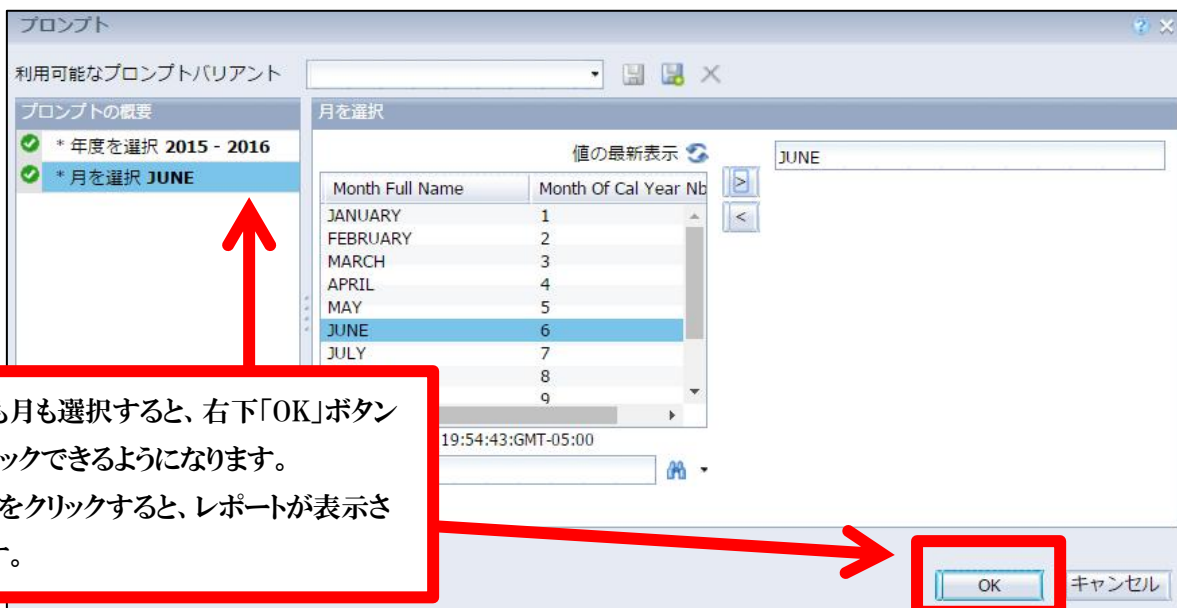 プロンプト
利用可能なプロンプトバリアント
プロンプトの概要
* 年度を選択 2015 - 2016
* 月を選択 JUNE
月を選択
値の最新表示
Month Full Name Month Of Cal Year Nb
JANUARY 1
FEBRUARY 2
MARCH 3
APRIL 4
MAY 5
JUNE 6
JULY 7
8
9
19:54:43:GMT-05:00
>
<
JUNE
も月も選択すると、右下「OK」ボタン
ックできるようになります。
をクリックすると、レポートが表示さ
す。
OK キャンセル